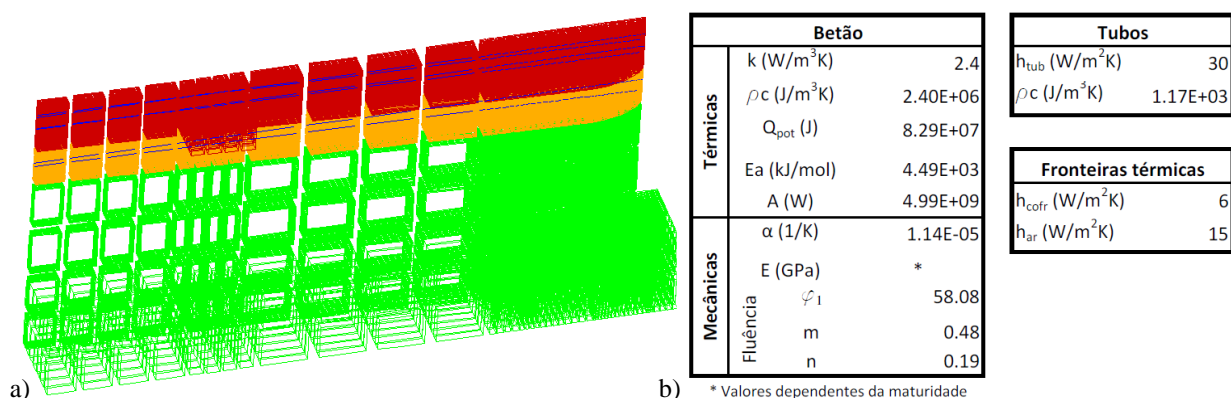 Betão
Térmicas
k (W/m³K) 2.4
ρc (J/m³K) 2.40E+06
Q_pot (J) 8.29E+07
Ea (kJ/mol) 4.49E+03
A (W) 4.99E+09
Mecânicas
α (1/K) 1.14E-05
E (GPa) *
Fluência
φ₁ 58.08
m 0.48
n 0.19
* Valores dependentes da maturidade
Tubos
h_tub (W/m²K) 30
ρc (J/m³K) 1.17E+03
Fronteiras térmicas
h_cofr (W/m²K) 6
h_ar (W/m²K) 15
a)
b)